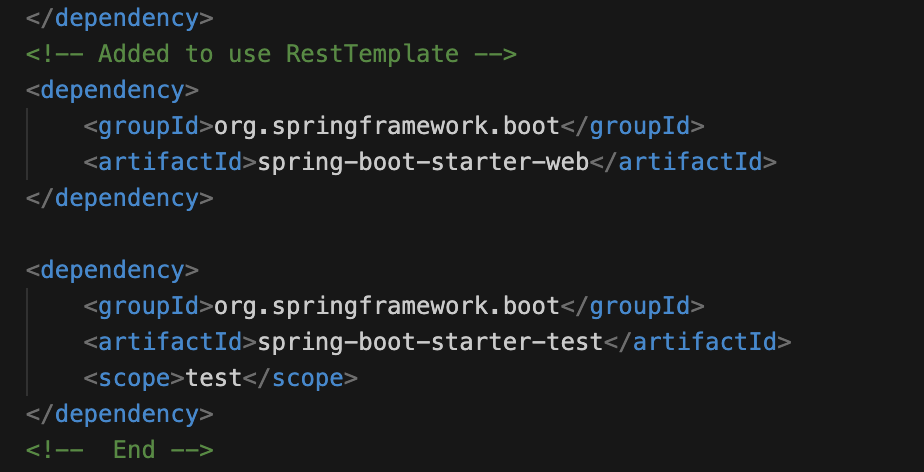 </dependency>
<!-- Added to use RestTemplate -->
<dependency>
    <groupId>org.springframework.boot</groupId>
    <artifactId>spring-boot-starter-web</artifactId>
</dependency>

<dependency>
    <groupId>org.springframework.boot</groupId>
    <artifactId>spring-boot-starter-test</artifactId>
    <scope>test</scope>
</dependency>
<!--  End -->